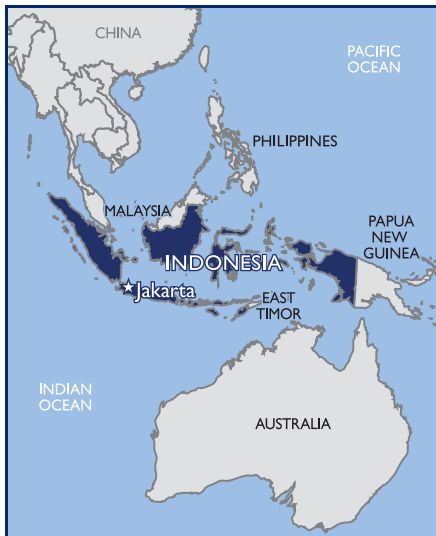 CHINA
PACIFIC
OCEAN
PHILIPPINES
MALAYSIA
PAPUA
NEW
GUINEA
INDONESIA
Jakarta
EAST
TIMOR
INDIAN
OCEAN
AUSTRALIA